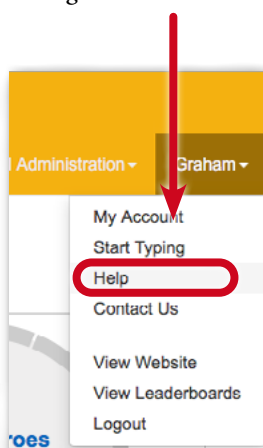 Administration
Graham
My Account
Start Typing
Help
Contact Us
View Website
View Leaderboards
Logout
roes